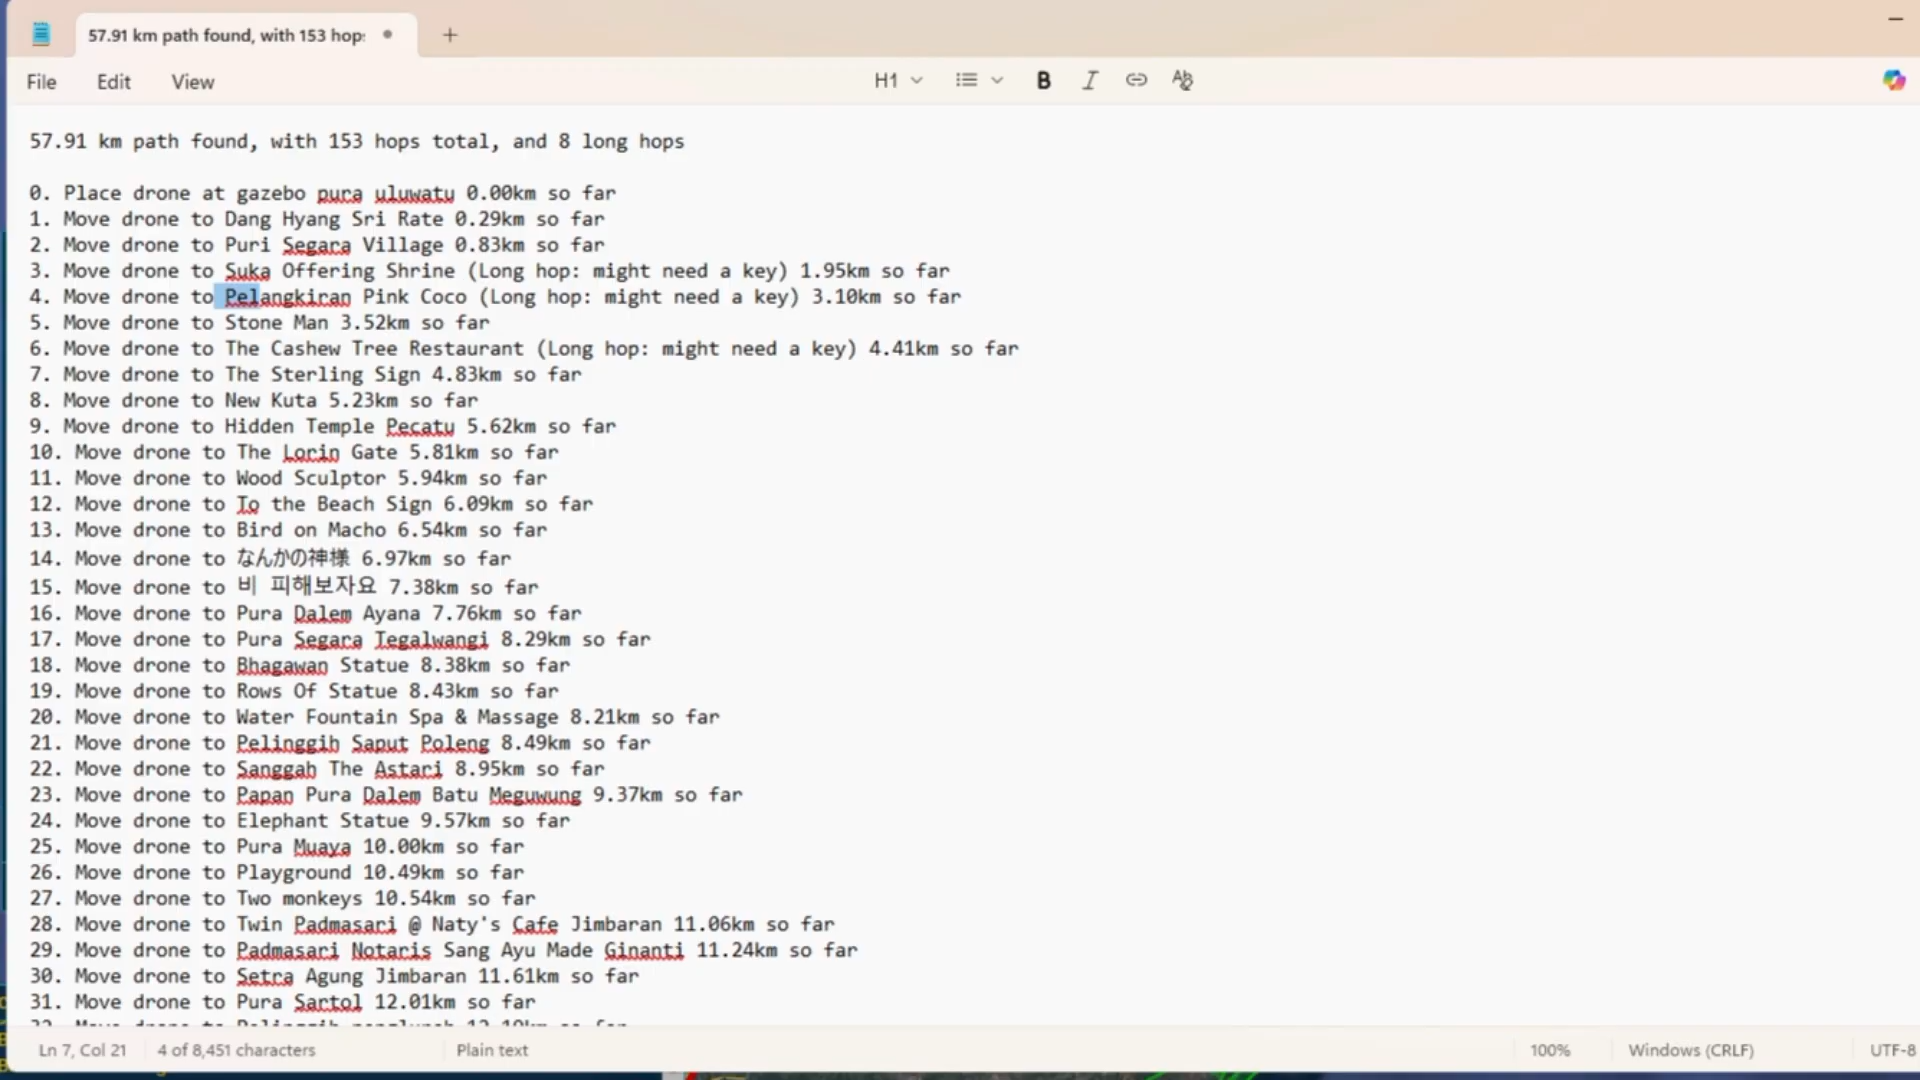 57.91 km path found, with 153 hop
File Edit View H1 B I
57.91 km path found, with 153 hops total, and 8 long hops
0. Place drone at gazebo pura uluwatu 0.00km so far
1. Move drone to Dang Hyang Sri Rate 0.29km so far
2. Move drone to Puri Segara Village 0.83km so far
3. Move drone to Suka Offering Shrine (Long hop: might need a key) 1.95km so far
4. Move drone to Pelangkiran Pink Coco (Long hop: might need a key) 3.10km so far
5. Move drone to Stone Man 3.52km so far
6. Move drone to The Cashew Tree Restaurant (Long hop: might need a key) 4.41km so far
7. Move drone to The Sterling Sign 4.83km so far
8. Move drone to New Kuta 5.23km so far
9. Move drone to Hidden Temple Pecatu 5.62km so far
10. Move drone to The Lorin Gate 5.81km so far
11. Move drone to Wood Sculptor 5.94km so far
12. Move drone to To the Beach Sign 6.09km so far
13. Move drone to Bird on Macho 6.54km so far
14. Move drone to なんかの神様 6.97km so far
15. Move drone to 비 피해보자요 7.38km so far
16. Move drone to Pura Dalem Ayana 7.76km so far
17. Move drone to Pura Segara Tegalwangi 8.29km so far
18. Move drone to Bhagawan Statue 8.38km so far
19. Move drone to Rows Of Statue 8.43km so far
20. Move drone to Water Fountain Spa & Massage 8.21km so far
21. Move drone to Pelinggih Saput Poleng 8.49km so far
22. Move drone to Sanggah The Astari 8.95km so far
23. Move drone to Papan Pura Dalem Batu Meguwung 9.37km so far
24. Move drone to Elephant Statue 9.57km so far
25. Move drone to Pura Muaya 10.00km so far
26. Move drone to Playground 10.49km so far
27. Move drone to Two monkeys 10.54km so far
28. Move drone to Twin Padmasari @ Naty's Cafe Jimbaran 11.06km so far
29. Move drone to Padmasari Notaris Sang Ayu Made Ginanti 11.24km so far
30. Move drone to Setra Agung Jimbaran 11.61km so far
31. Move drone to Pura Sartol 12.01km so far
Ln 7, Col 21 4 of 8,451 characters Plain text 100% Windows (CRLF) UTF-8